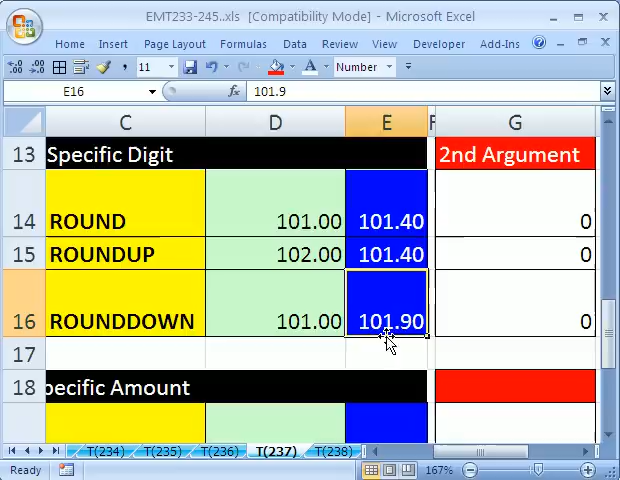 EMT233-245..xls [Compatibility Mode] - Microsoft Excel
Home Insert Page Layout Formulas Data Review View Developer Add-Ins
11 Number
E16 fx 101.9
C D E F G
13 Specific Digit 2nd Argument
14 ROUND 101.00 101.40 0
15 ROUNDUP 102.00 101.40 0
16 ROUNDDOWN 101.00 101.90 0
17
18 pecific Amount
T(234) T(235) T(236) T(237) T(238)
Ready 167%